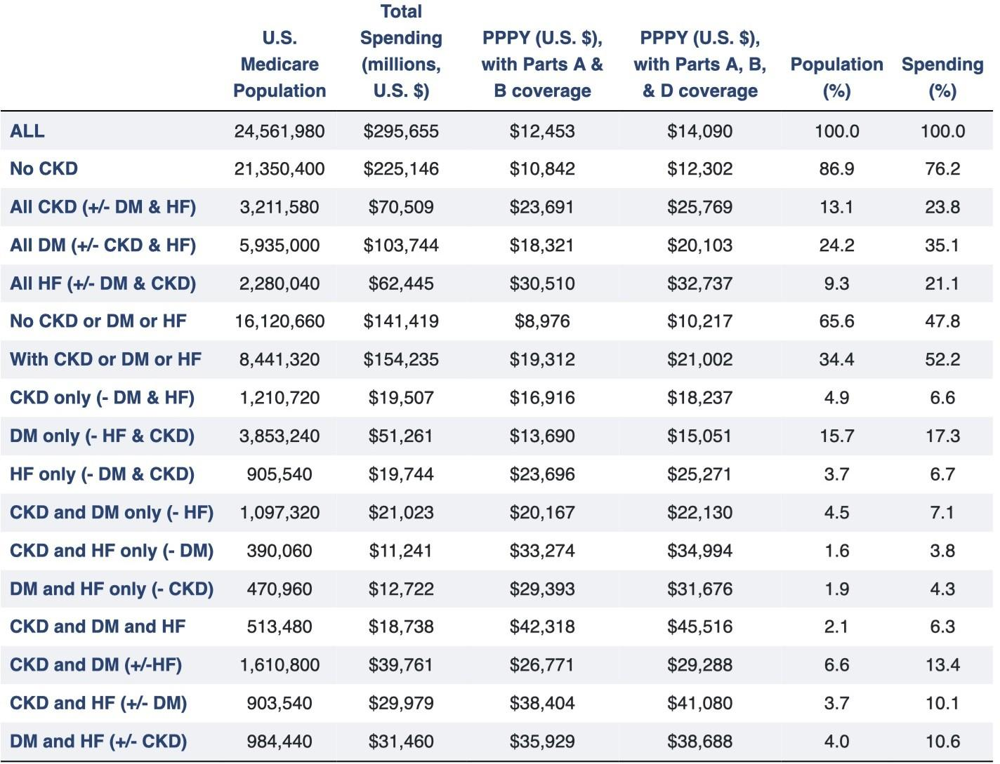 Total
U.S. Spending PPPY (U.S. $), PPPY (U.S. $),
Medicare (millions, with Parts A & with Parts A, B, Population Spending
Population U.S. $) B coverage & D coverage (%) (%)
ALL 24,561,980 $295,655 $12,453 $14,090 100.0 100.0
No CKD 21,350,400 $225,146 $10,842 $12,302 86.9 76.2
All CKD (+/- DM & HF) 3,211,580 $70,509 $23,691 $25,769 13.1 23.8
All DM (+/- CKD & HF) 5,935,000 $103,744 $18,321 $20,103 24.2 35.1
All HF (+/- DM & CKD) 2,280,040 $62,445 $30,510 $32,737 9.3 21.1
No CKD or DM or HF 16,120,660 $141,419 $8,976 $10,217 65.6 47.8
With CKD or DM or HF 8,441,320 $154,235 $19,312 $21,002 34.4 52.2
CKD only (- DM & HF) 1,210,720 $19,507 $16,916 $18,237 4.9 6.6
DM only (- HF & CKD) 3,853,240 $51,261 $13,690 $15,051 15.7 17.3
HF only (- DM & CKD) 905,540 $19,744 $23,696 $25,271 3.7 6.7
CKD and DM only (- HF) 1,097,320 $21,023 $20,167 $22,130 4.5 7.1
CKD and HF only (- DM) 390,060 $11,241 $33,274 $34,994 1.6 3.8
DM and HF only (- CKD) 470,960 $12,722 $29,393 $31,676 1.9 4.3
CKD and DM and HF 513,480 $18,738 $42,318 $45,516 2.1 6.3
CKD and DM (+/-HF) 1,610,800 $39,761 $26,771 $29,288 6.6 13.4
CKD and HF (+/- DM) 903,540 $29,979 $38,404 $41,080 3.7 10.1
DM and HF (+/- CKD) 984,440 $31,460 $35,929 $38,688 4.0 10.6